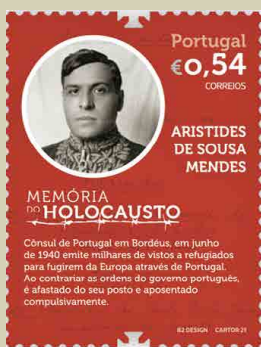 Portugal
€0,54
CORREIOS
ARISTIDES
DE SOUSA
MENDES
MEMÓRIA
DO HOLOCAUSTO
Cônsul de Portugal em Bordéus, em junho
de 1940 emite milhares de vistos a refugiados
para fugirem da Europa através de Portugal.
Ao contrariar as ordens do governo português,
é afastado do seu posto e aposentado
compulsivamente.
B2 DESIGN CARTOR 21